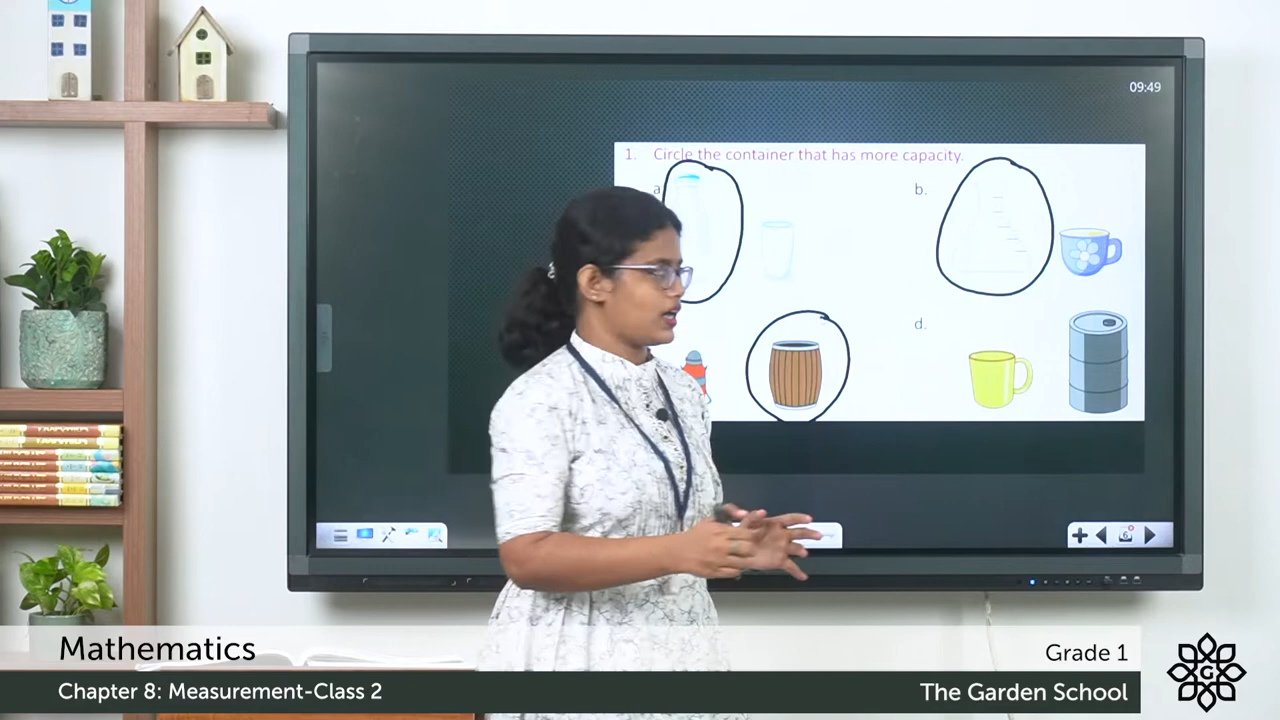 09:49
1. Circle the container that has more capacity.
a
b.
d.
6
Mathematics
Grade 1
Chapter 8: Measurement-Class 2
The Garden School
G